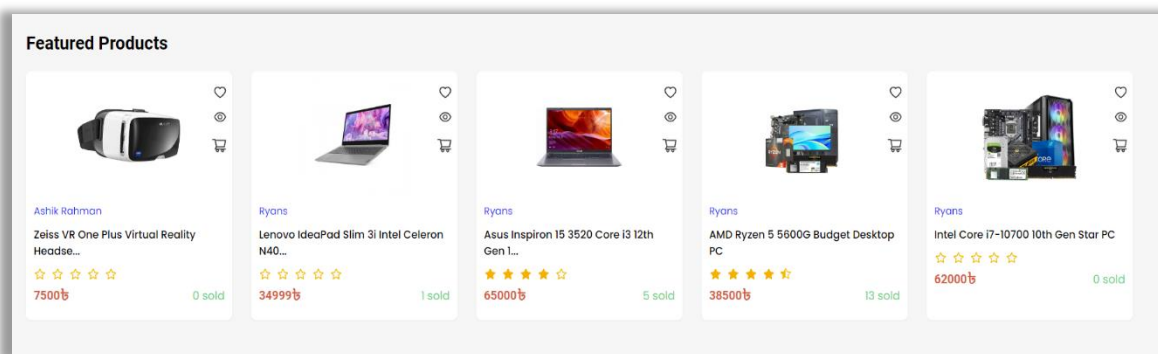 Featured Products
Ashik Rahman
Zeiss VR One Plus Virtual Reality
Headse...
7500৳
0 sold
Ryans
Lenovo IdeaPad Slim 3i Intel Celeron
N40...
34999৳
1 sold
Ryans
Asus Inspiron 15 3520 Core i3 12th
Gen 1...
65000৳
5 sold
Ryans
AMD Ryzen 5 5600G Budget Desktop
PC
38500৳
13 sold
Ryans
Intel Core i7-10700 10th Gen Star PC
62000৳
0 sold